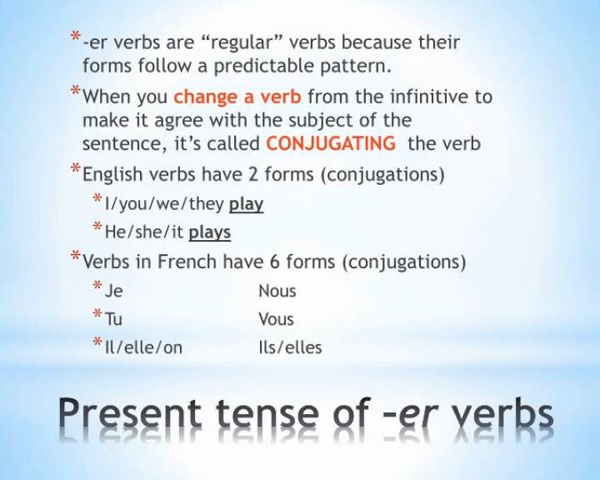 * -er verbs are “regular” verbs because their
forms follow a predictable pattern.
* When you change a verb from the infinitive to
make it agree with the subject of the
sentence, it’s called CONJUGATING the verb
* English verbs have 2 forms (conjugations)
* I/you/we/they play
* He/she/it plays
* Verbs in French have 6 forms (conjugations)
* Je Nous
* Tu Vous
* Il/elle/on Ils/elles
Present tense of –er verbs